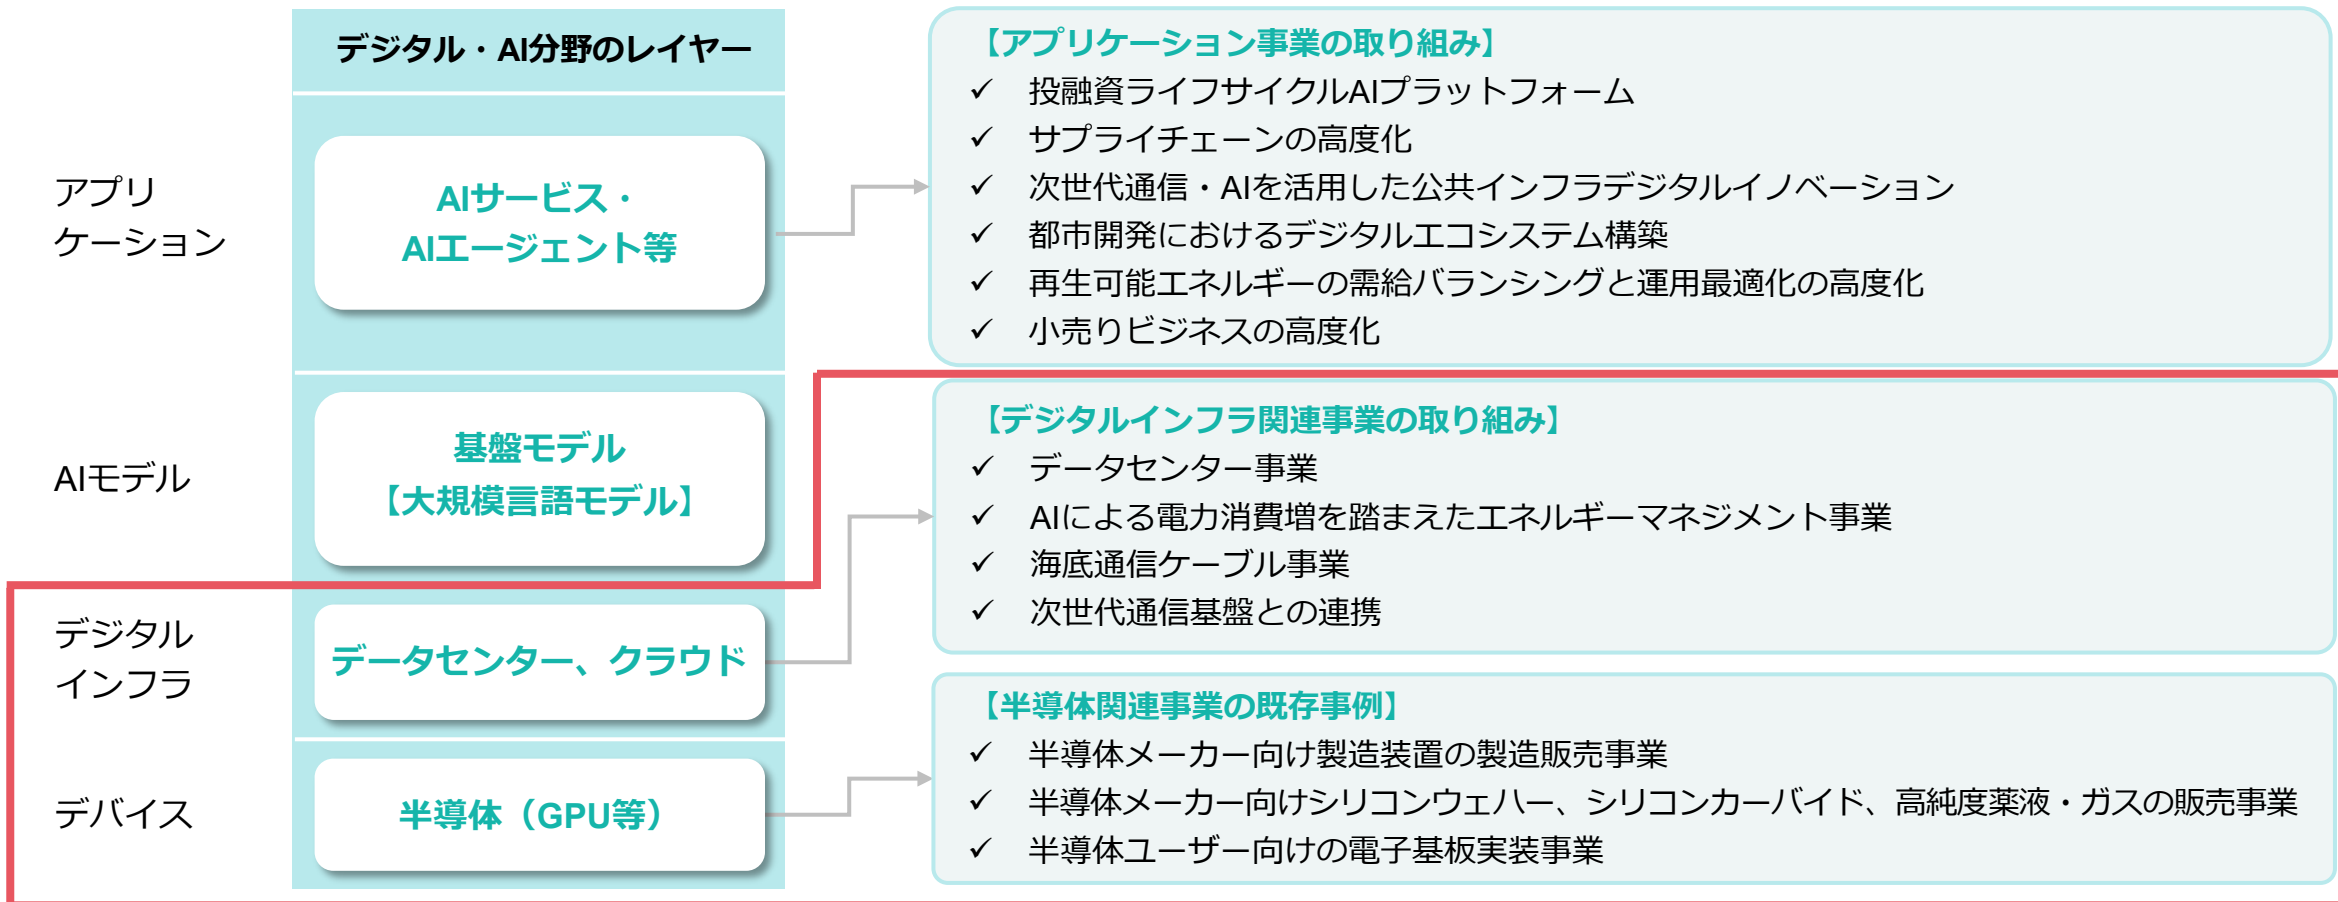 デジタル・AI分野のレイヤー
アプリ
ケーション
AIサービス・
AIエージェント等
【アプリケーション事業の取り組み】
✓ 投融資ライフサイクルAIプラットフォーム
✓ サプライチェーンの高度化
✓ 次世代通信・AIを活用した公共インフラデジタルイノベーション
✓ 都市開発におけるデジタルエコシステム構築
✓ 再生可能エネルギーの需給バランシングと運用最適化の高度化
✓ 小売りビジネスの高度化
AIモデル
基盤モデル
【大規模言語モデル】
デジタル
インフラ
データセンター、クラウド
【デジタルインフラ関連事業の取り組み】
✓ データセンター事業
✓ AIによる電力消費増を踏まえたエネルギーマネジメント事業
✓ 海底通信ケーブル事業
✓ 次世代通信基盤との連携
デバイス
半導体（GPU等）
【半導体関連事業の既存事例】
✓ 半導体メーカー向け製造装置の製造販売事業
✓ 半導体メーカー向けシリコンウェハー、シリコンカーバイド、高純度薬液・ガスの販売事業
✓ 半導体ユーザー向けの電子基板実装事業